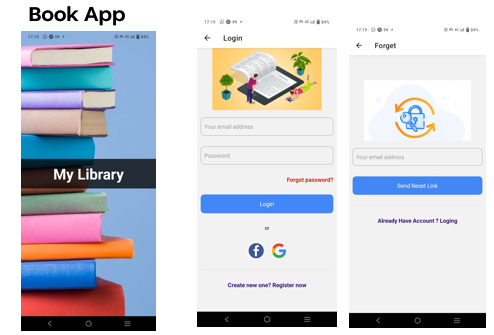 Book App
17:19
84%
My Library
17:19
84%
Login
Your email address
Password
Forgot password?
Login
or
Create new one? Register now
17:19
84%
Forget
Your email address
Send Reset Link
Already Have Account ? Loging